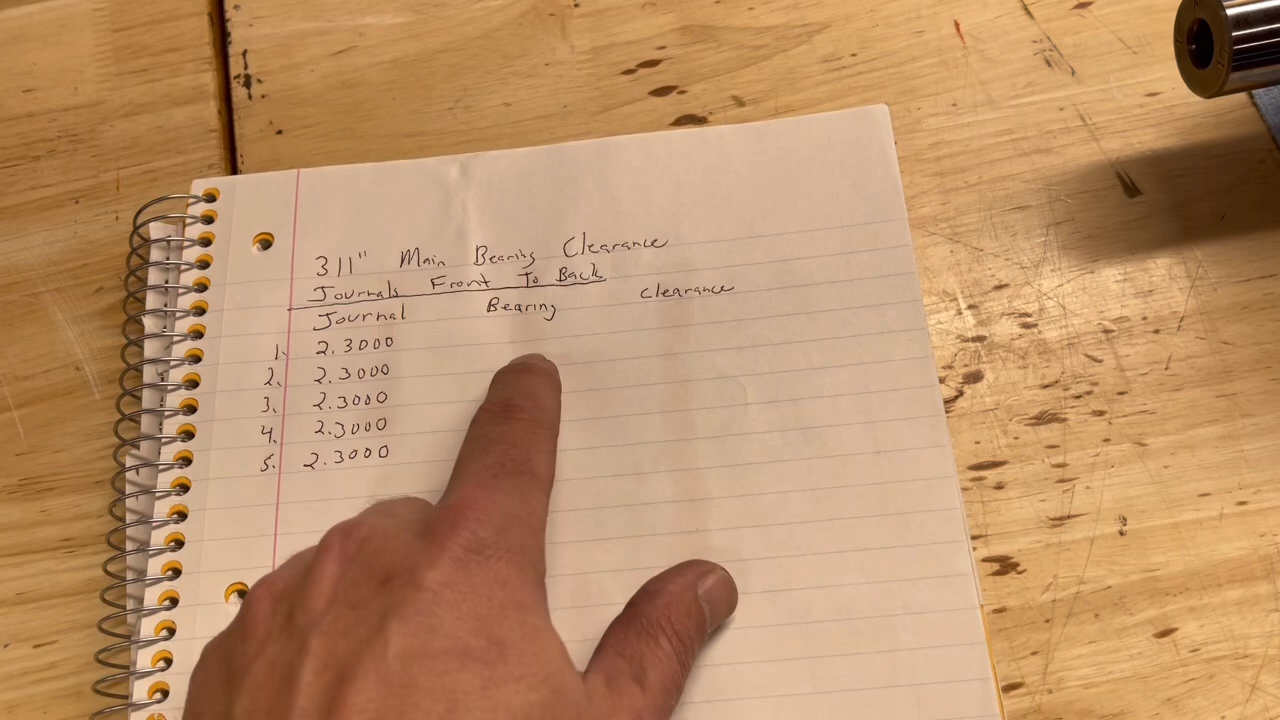 311" Main Bearing Clearance
Journals Front To Back
Journal Bearing Clearance
1. 2.3000
2. 2.3000
3. 2.3000
4. 2.3000
5. 2.3000